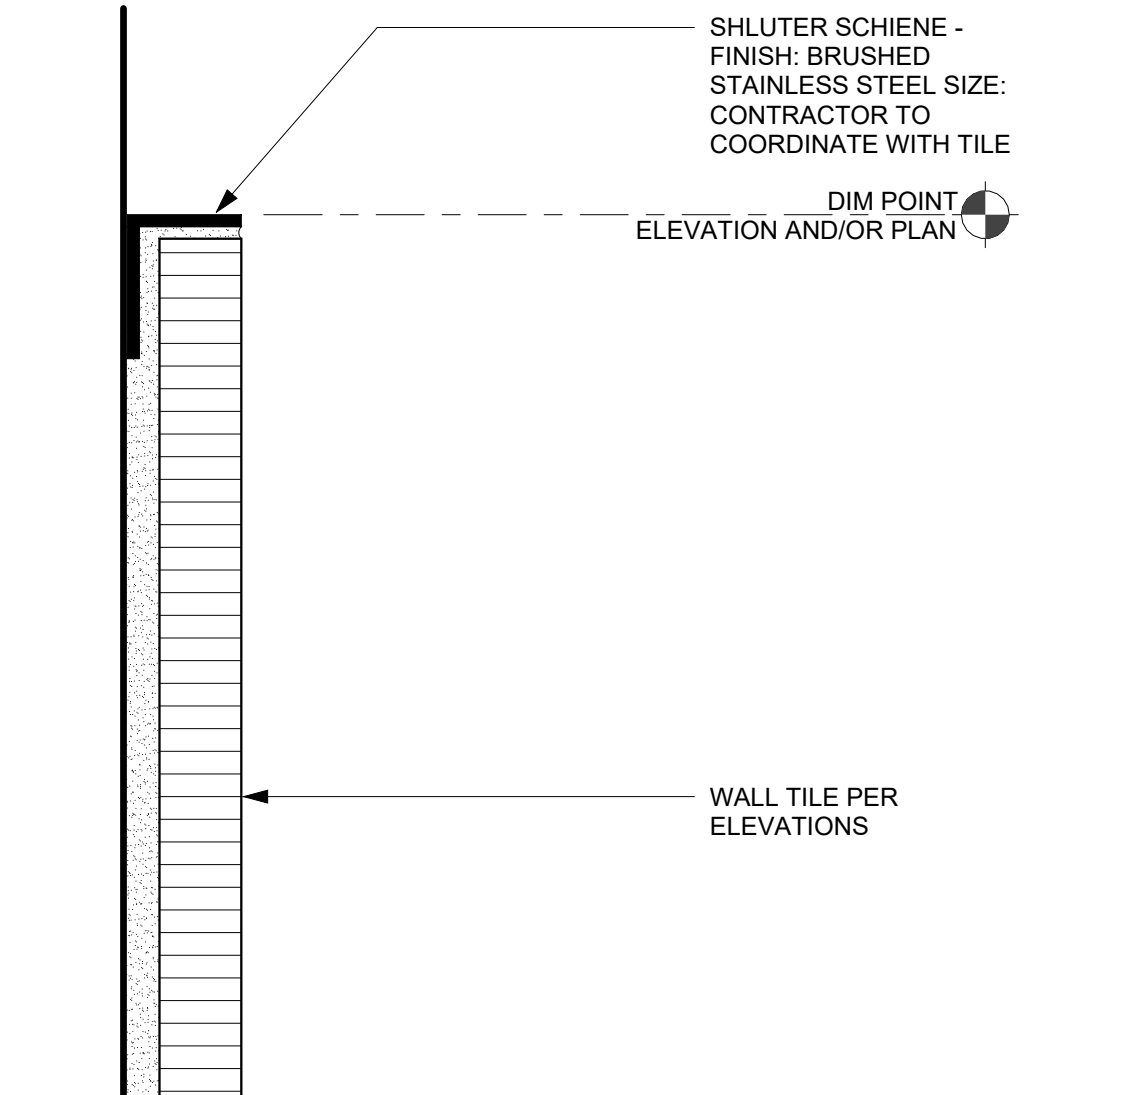 SHLUTER SCHIENE -
FINISH: BRUSHED
STAINLESS STEEL SIZE:
CONTRACTOR TO
COORDINATE WITH TILE
DIM POINT
ELEVATION AND/OR PLAN
WALL TILE PER
ELEVATIONS